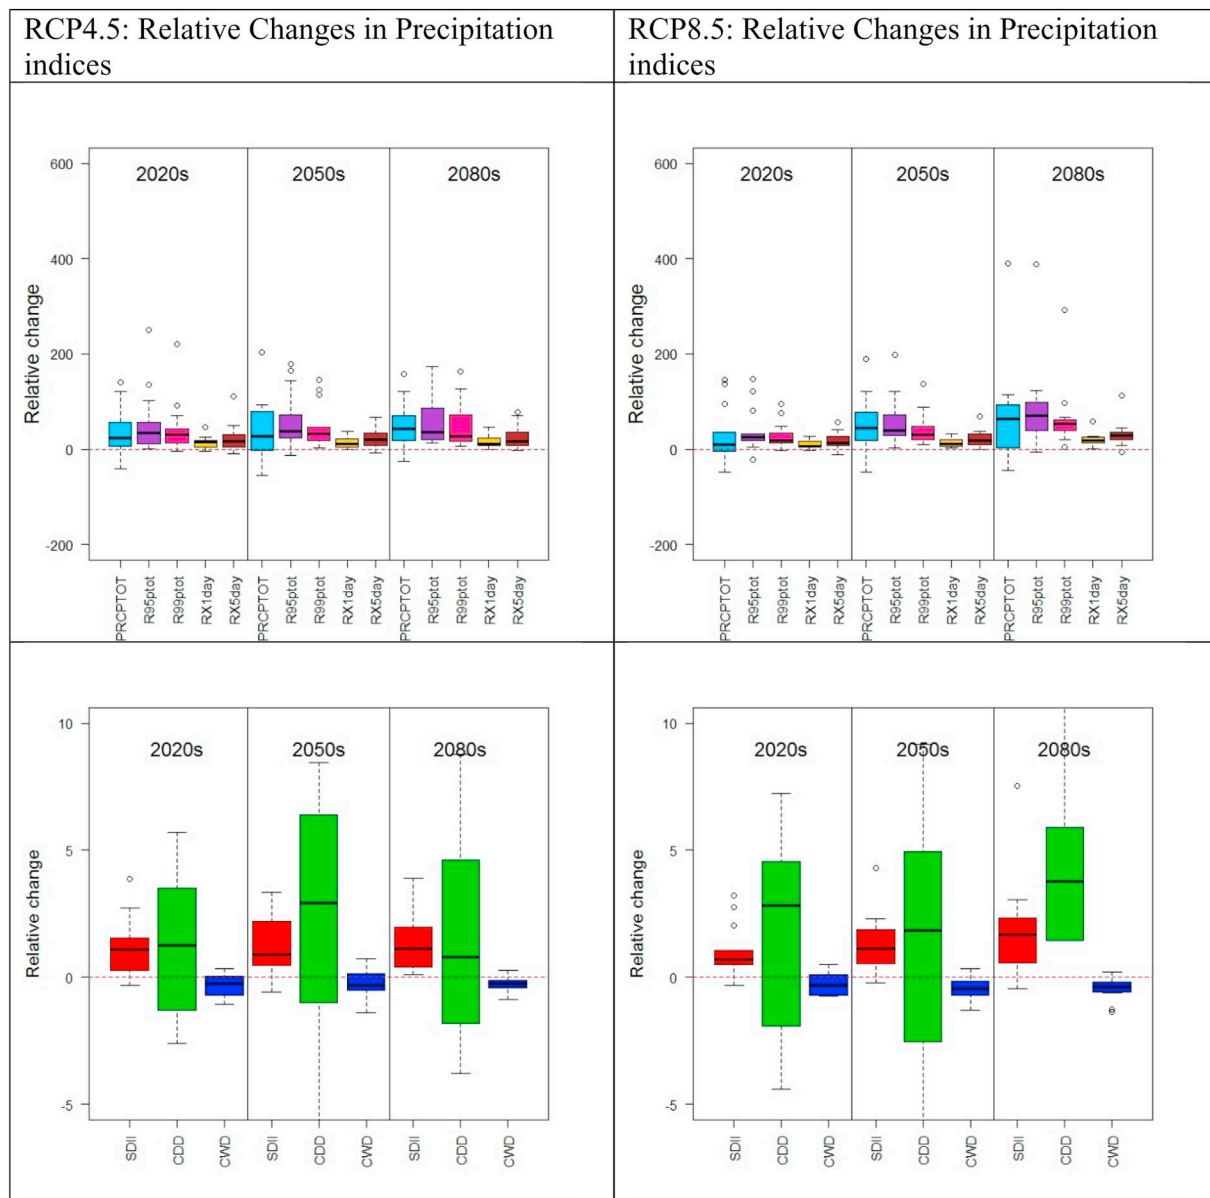 RCP4.5: Relative Changes in Precipitation
indices
RCP8.5: Relative Changes in Precipitation
indices
Relative change
600
400
200
0
-200
2020s
2050s
2080s
PRCPTOT
R95ptot
R99ptot
RX1day
RX5day
PRCPTOT
R95ptot
R99ptot
RX1day
RX5day
PRCPTOT
R95ptot
R99ptot
RX1day
RX5day
Relative change
600
400
200
0
-200
2020s
2050s
2080s
PRCPTOT
R95ptot
R99ptot
RX1day
RX5day
PRCPTOT
R95ptot
R99ptot
RX1day
RX5day
PRCPTOT
R95ptot
R99ptot
RX1day
RX5day
Relative change
10
5
0
-5
2020s
2050s
2080s
SDII
CDD
CWD
SDII
CDD
CWD
SDII
CDD
CWD
Relative change
10
5
0
-5
2020s
2050s
2080s
SDII
CDD
CWD
SDII
CDD
CWD
SDII
CDD
CWD